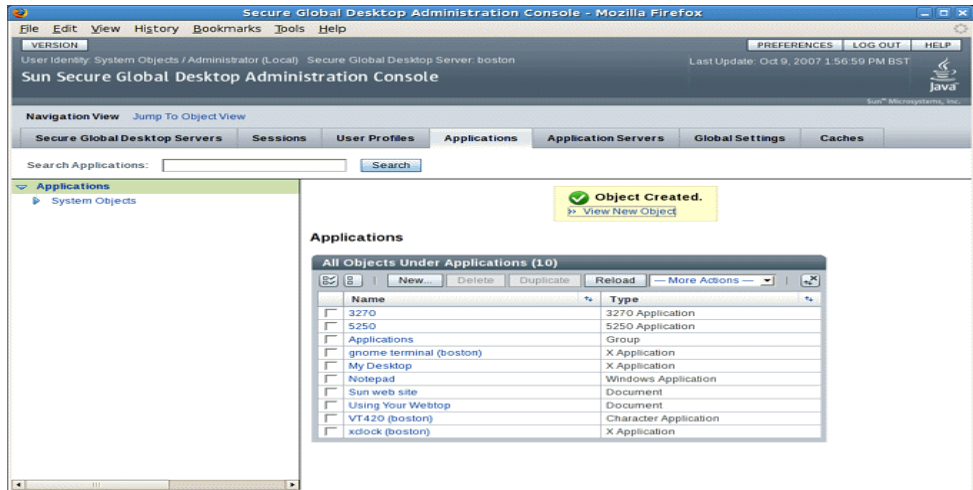 Secure Global Desktop Administration Console - Mozilla Firefox
File Edit View History Bookmarks Tools Help
VERSION PREFERENCES LOG OUT HELP
User Identity: System Objects / Administrator (Local) Secure Global Desktop Server: boston Last Update: Oct 9, 2007 1:56:59 PM BST
Sun Secure Global Desktop Administration Console
Java
Sun™ Microsystems, Inc.
Navigation View Jump To Object View
Secure Global Desktop Servers Sessions User Profiles Applications Application Servers Global Settings Caches
Search Applications: Search
Applications
System Objects
Object Created.
View New Object
Applications
All Objects Under Applications (10)
New... Delete Duplicate Reload — More Actions —
Name Type
3270 3270 Application
5250 5250 Application
Applications Group
gnome terminal (boston) X Application
My Desktop X Application
Notepad Windows Application
Sun web site Document
Using Your Webtop Document
VT420 (boston) Character Application
xclock (boston) X Application